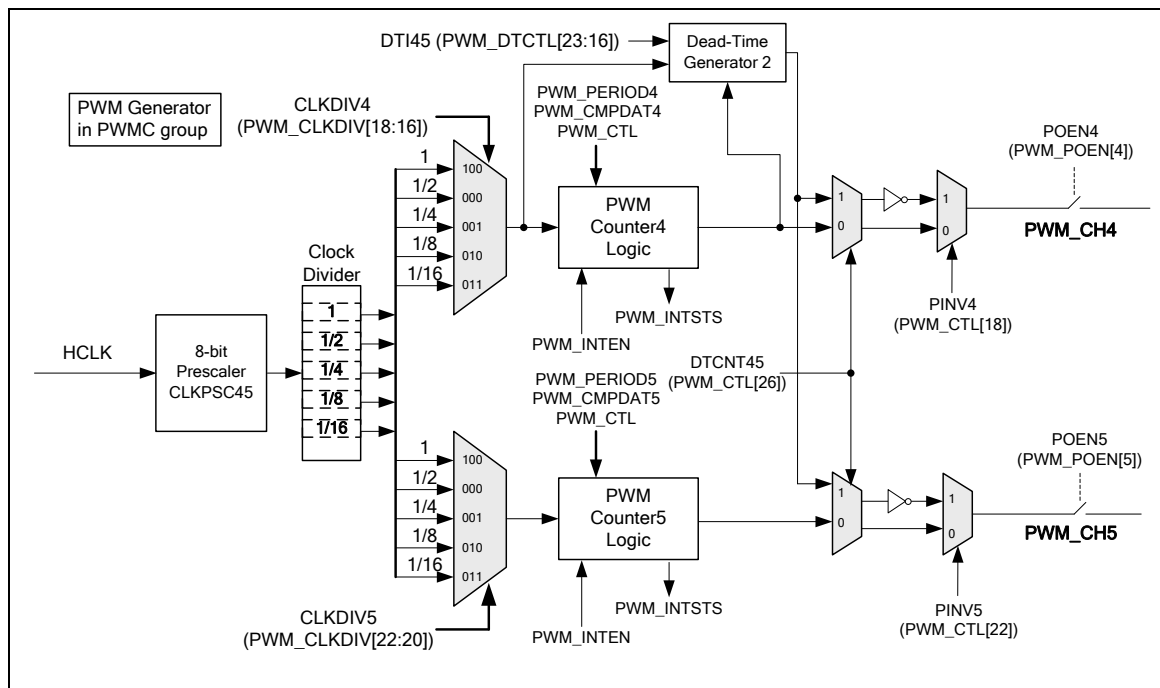 DTI45 (PWM_DTCTL[23:16])
Dead-Time
Generator 2
PWM Generator
in PWMC group
CLKDIV4
(PWM_CLKDIV[18:16])
PWM_PERIOD4
PWM_CMPDAT4
PWM_CTL
POEN4
(PWM_POEN[4])
1
1/2
1/4
1/8
1/16
100
000
001
010
011
PWM
Counter4
Logic
1
0
1
0
PWM_CH4
Clock
Divider
1
1/2
1/4
1/8
1/16
HCLK
8-bit
Prescaler
CLKPSC45
PWM_INTSTS
PWM_INTEN
PINV4
(PWM_CTL[18])
DTCNT45
(PWM_CTL[26])
PWM_PERIOD5
PWM_CMPDAT5
PWM_CTL
POEN5
(PWM_POEN[5])
1
1/2
1/4
1/8
1/16
100
000
001
010
011
PWM
Counter5
Logic
1
0
1
0
PWM_CH5
PWM_INTSTS
PWM_INTEN
CLKDIV5
(PWM_CLKDIV[22:20])
PINV5
(PWM_CTL[22])